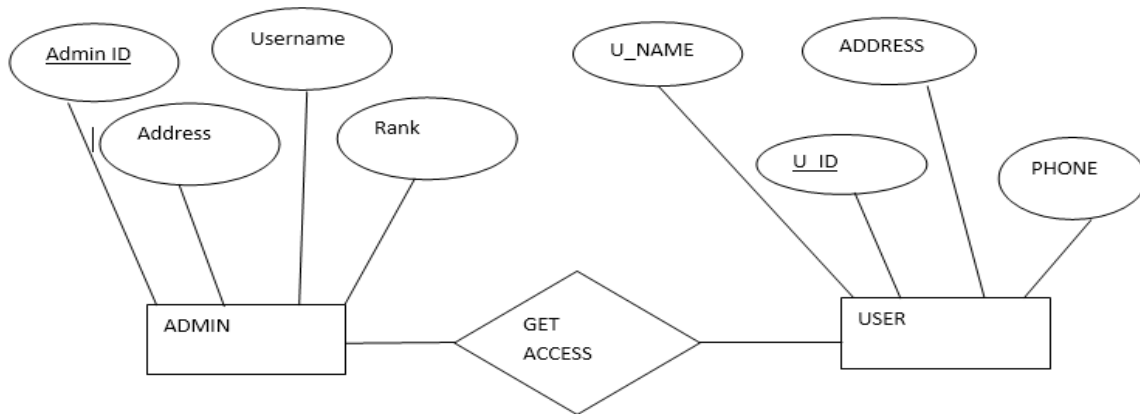 Admin ID
Username
Address
Rank
U_NAME
ADDRESS
U_ID
PHONE
ADMIN
GET
ACCESS
USER